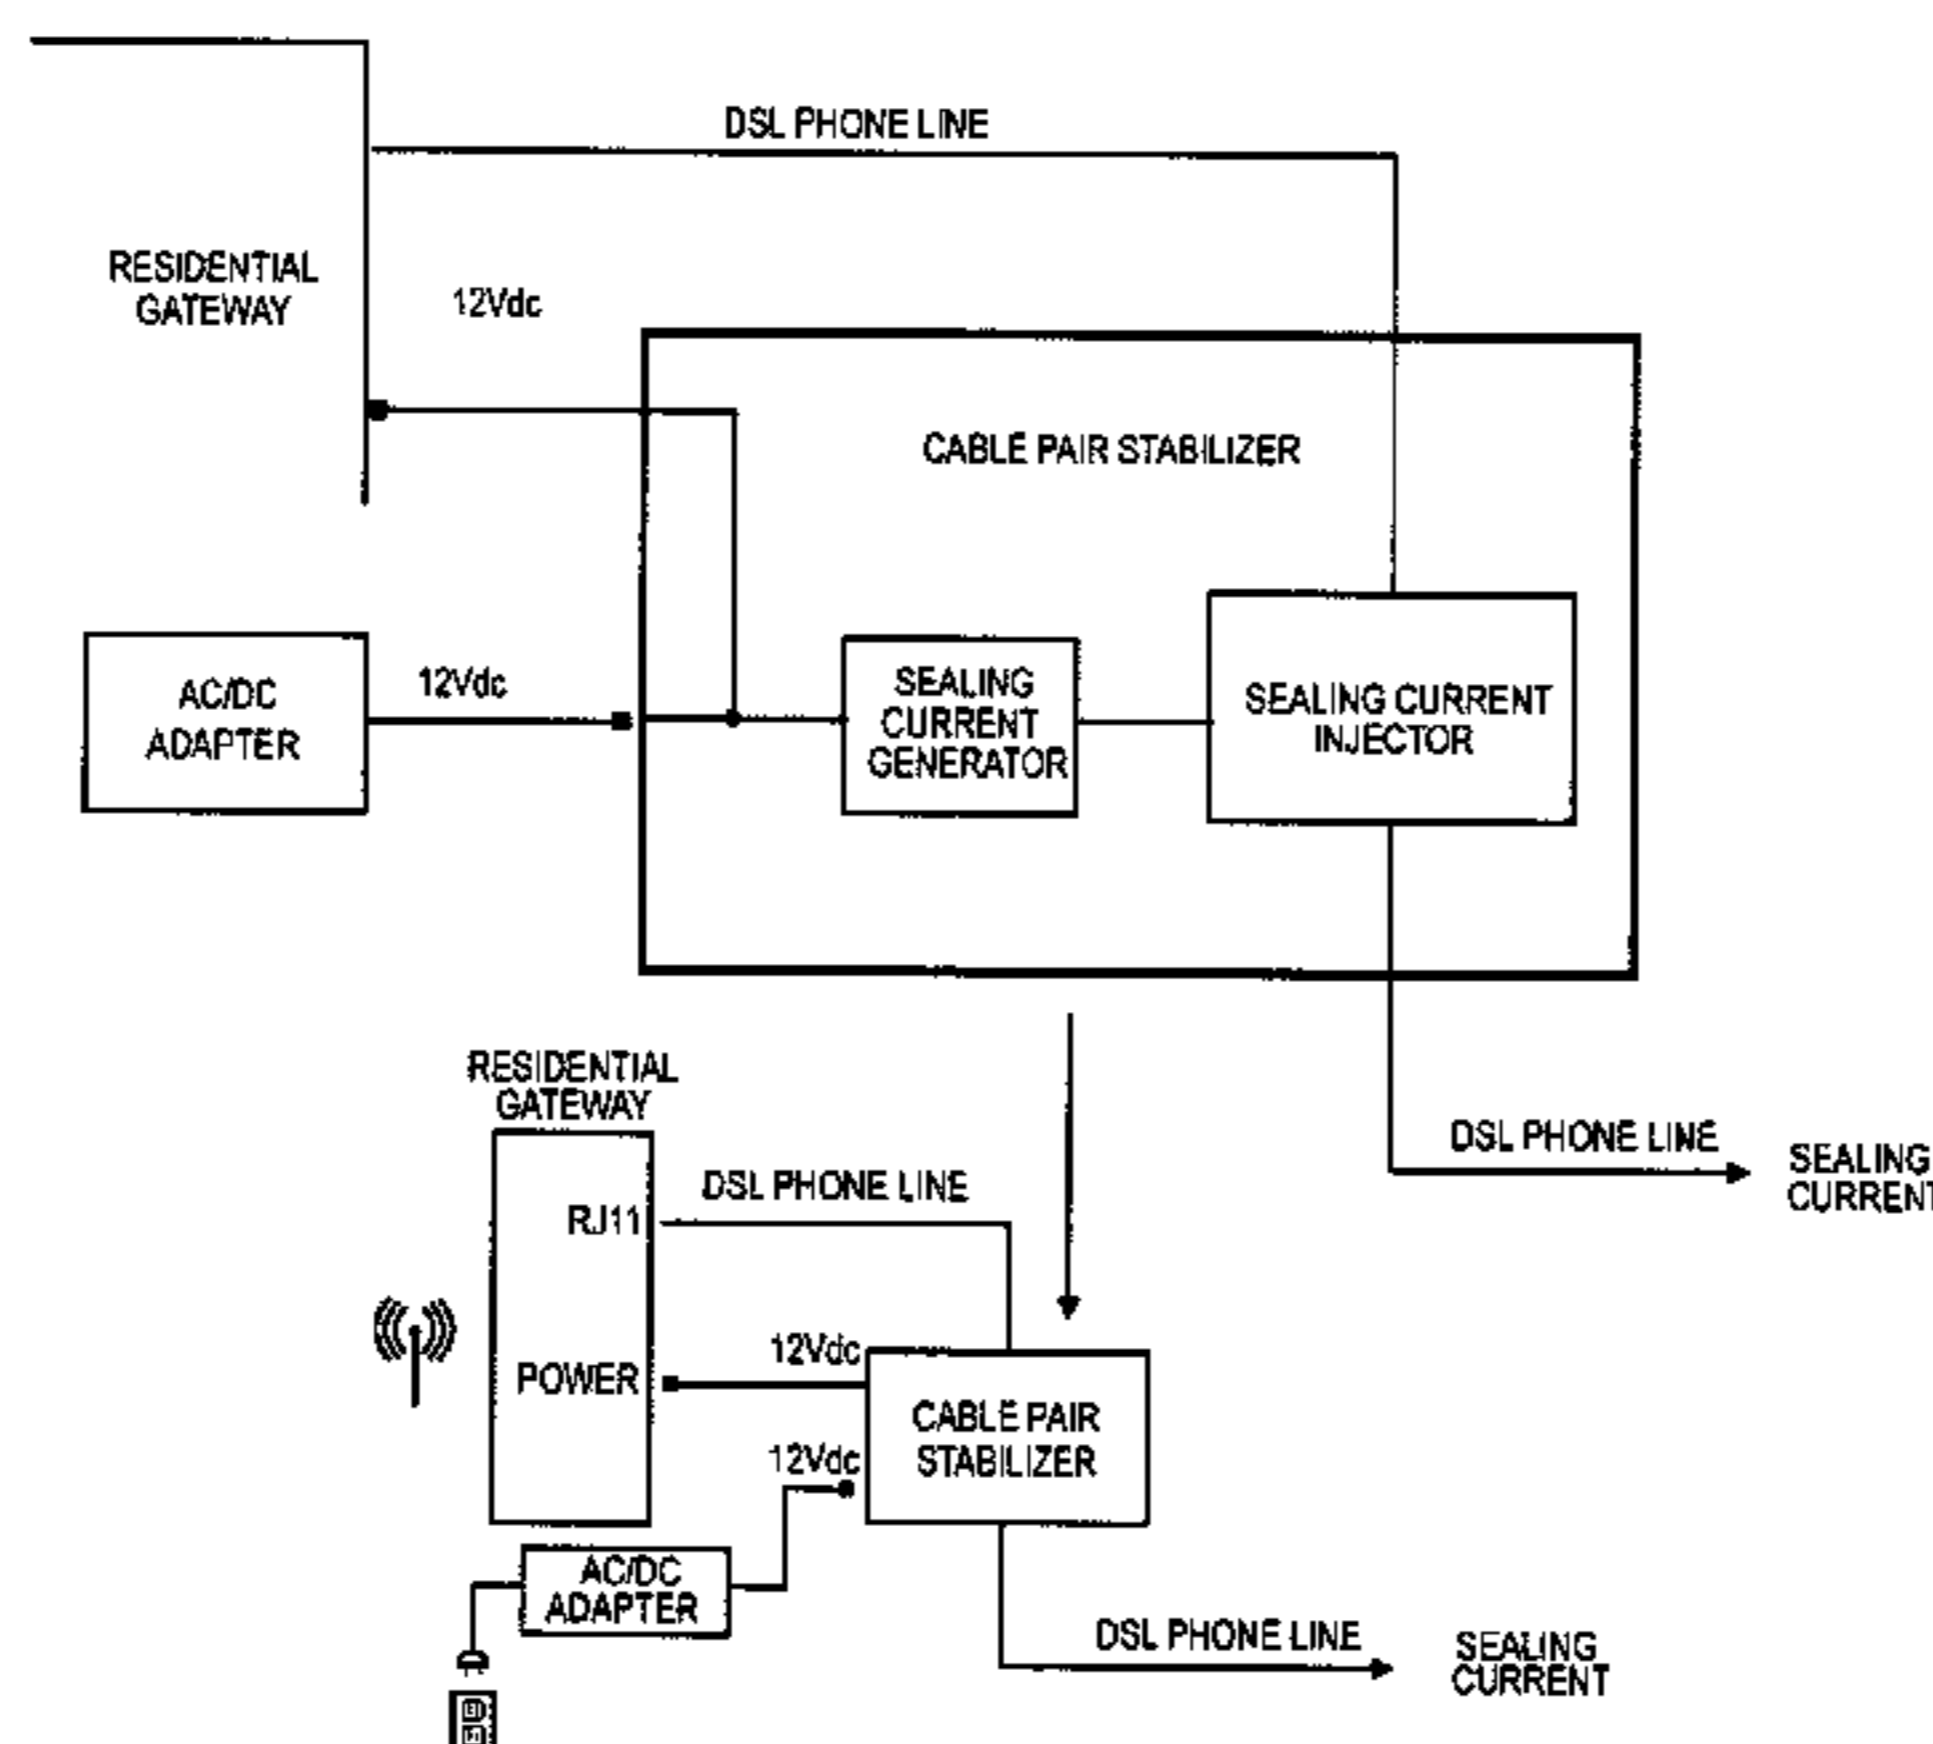 DSL PHONE LINE
RESIDENTIAL
GATEWAY
12Vdc
CABLE PAIR STABILIZER
AC/DC
ADAPTER
12Vdc
SEALING
CURRENT
GENERATOR
SEALING CURRENT
INJECTOR
RESIDENTIAL
GATEWAY
DSL PHONE LINE
SEALING
CURRENT
DSL PHONE LINE
RJ11
12Vdc
POWER
CABLE PAIR
STABILIZER
12Vdc
AC/DC
ADAPTER
DSL PHONE LINE
SEALING
CURRENT